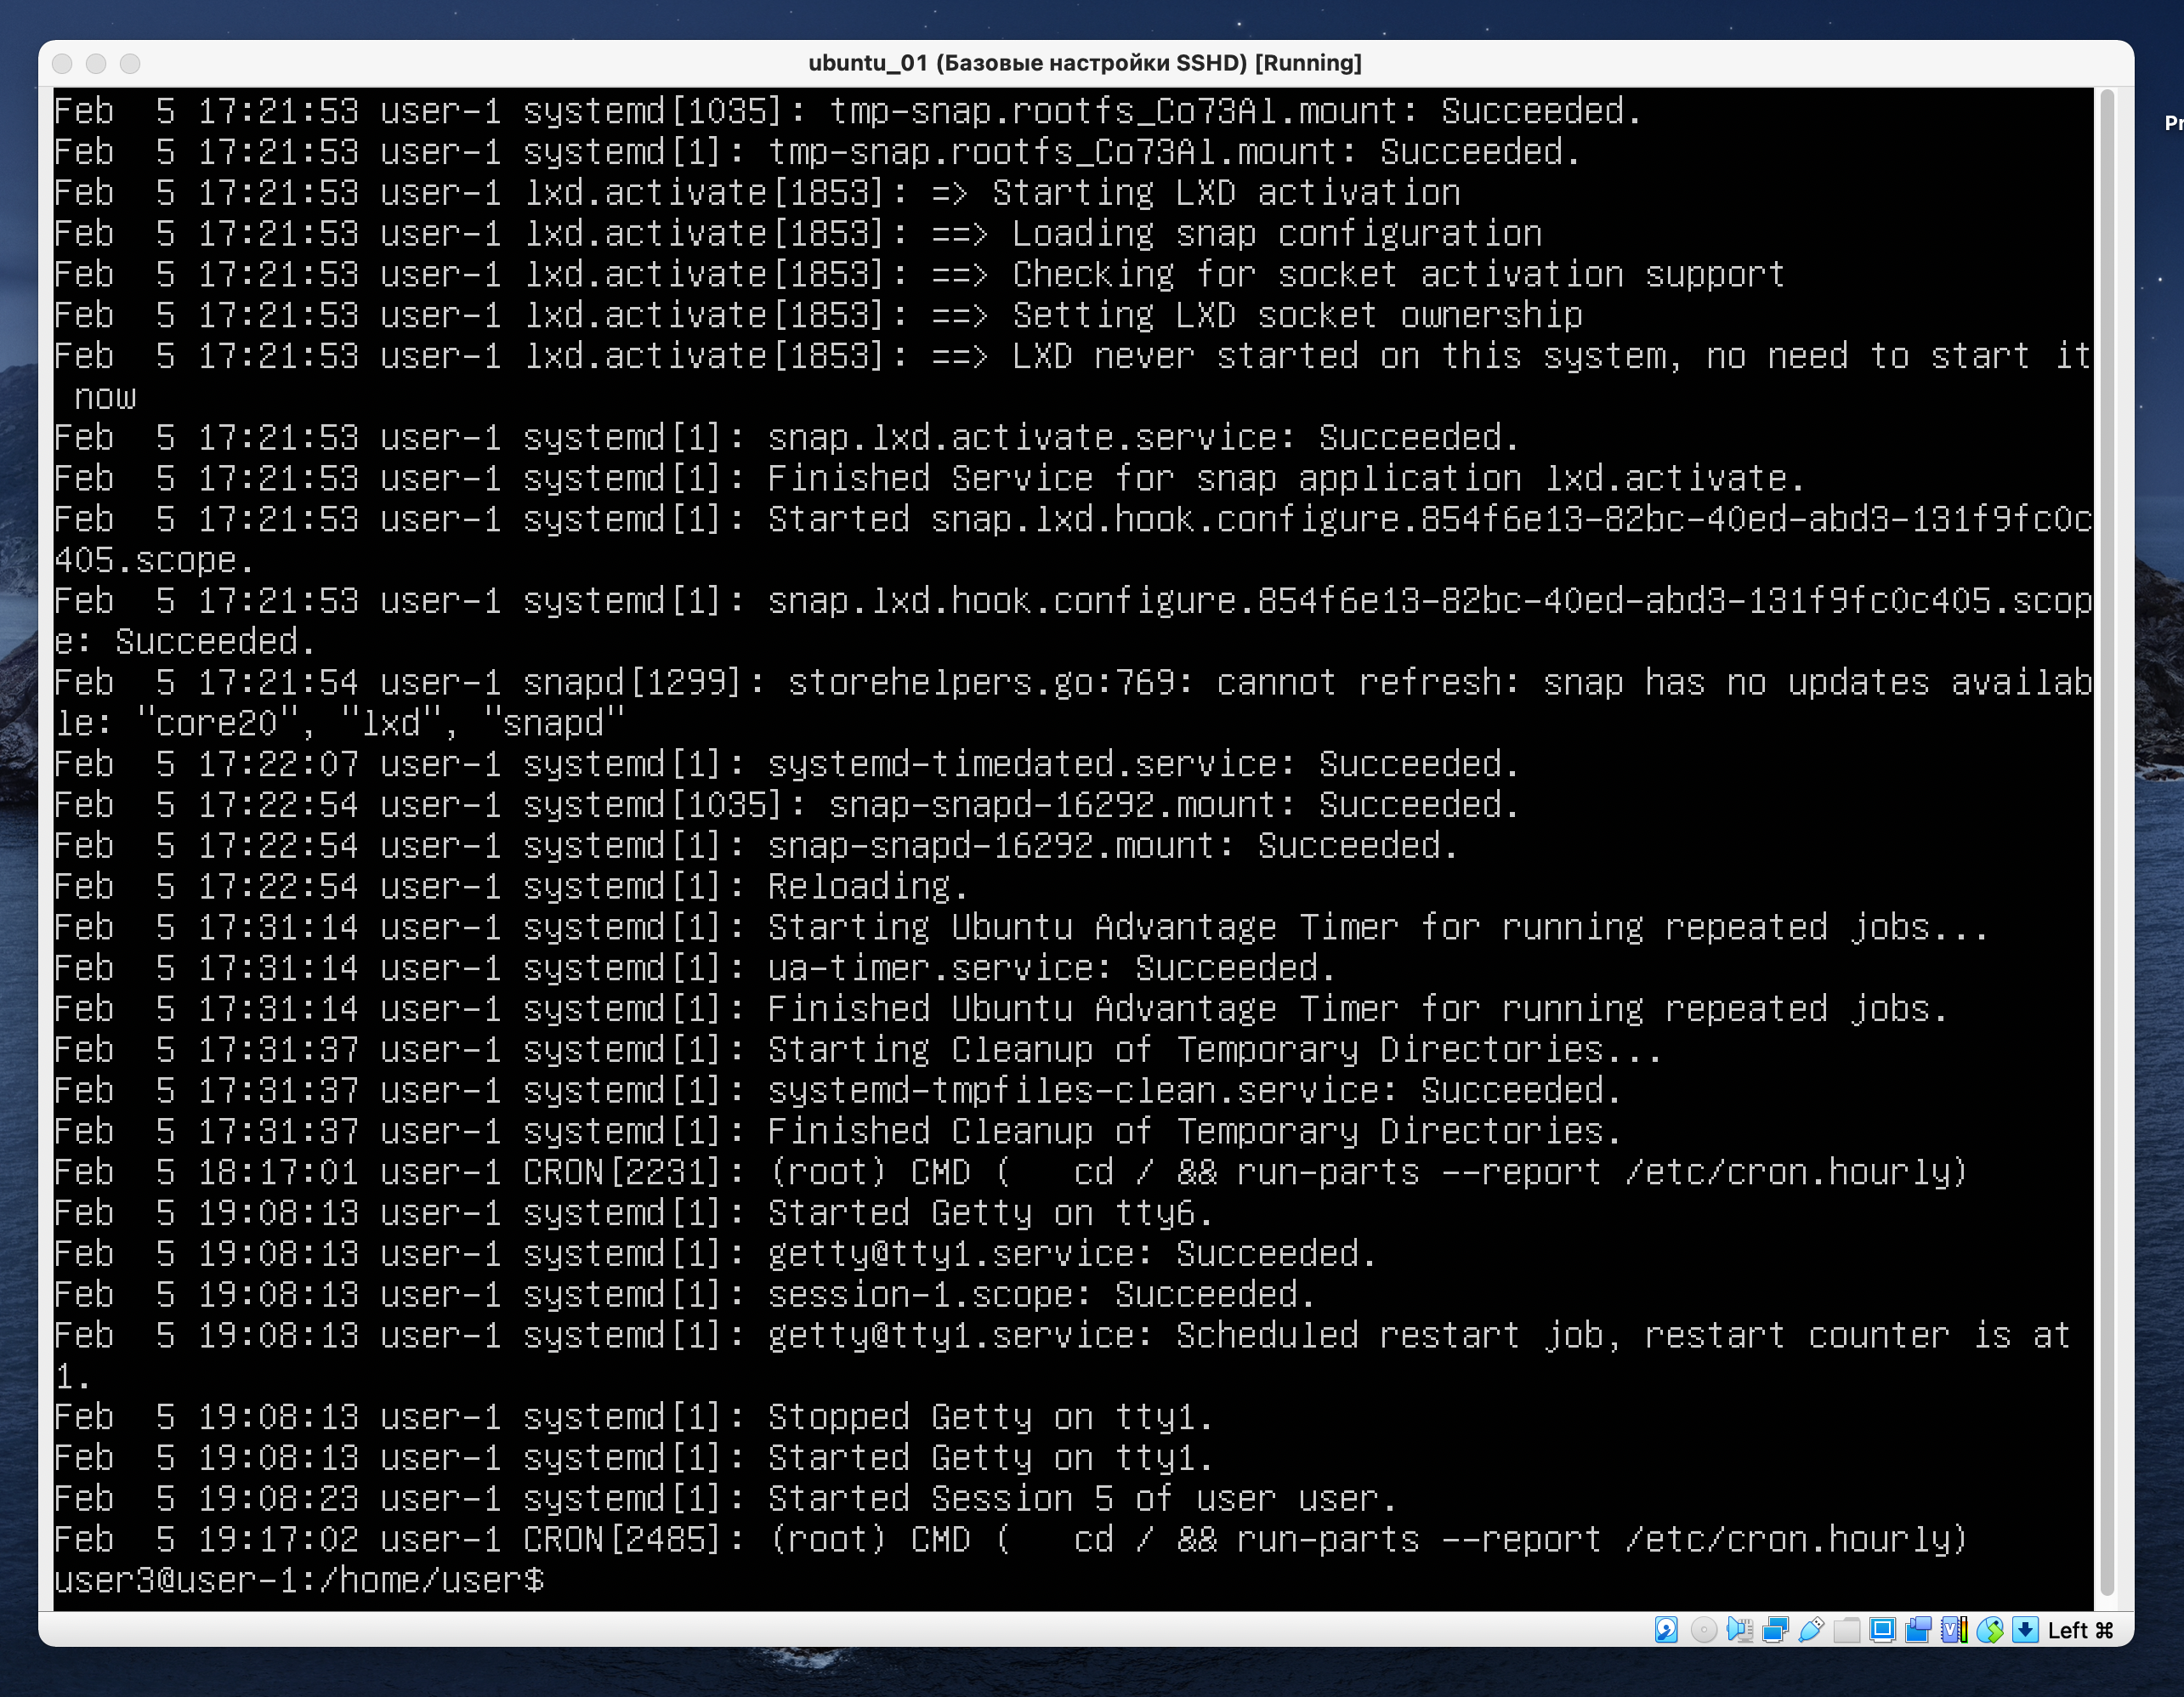 ubuntu_01 (Базовые настройки SSHD) [Running]
Feb  5 17:21:53 user-1 systemd[1035]: tmp-snap.rootfs_Co73Al.mount: Succeeded.
Feb  5 17:21:53 user-1 systemd[1]: tmp-snap.rootfs_Co73Al.mount: Succeeded.
Feb  5 17:21:53 user-1 lxd.activate[1853]: => Starting LXD activation
Feb  5 17:21:53 user-1 lxd.activate[1853]: ==> Loading snap configuration
Feb  5 17:21:53 user-1 lxd.activate[1853]: ==> Checking for socket activation support
Feb  5 17:21:53 user-1 lxd.activate[1853]: ==> Setting LXD socket ownership
Feb  5 17:21:53 user-1 lxd.activate[1853]: ==> LXD never started on this system, no need to start it
 now
Feb  5 17:21:53 user-1 systemd[1]: snap.lxd.activate.service: Succeeded.
Feb  5 17:21:53 user-1 systemd[1]: Finished Service for snap application lxd.activate.
Feb  5 17:21:53 user-1 systemd[1]: Started snap.lxd.hook.configure.854f6e13-82bc-40ed-abd3-131f9fc0c
405.scope.
Feb  5 17:21:53 user-1 systemd[1]: snap.lxd.hook.configure.854f6e13-82bc-40ed-abd3-131f9fc0c405.scop
e: Succeeded.
Feb  5 17:21:54 user-1 snapd[1299]: storehelpers.go:769: cannot refresh: snap has no updates availab
le: "core20", "lxd", "snapd"
Feb  5 17:22:07 user-1 systemd[1]: systemd-timedated.service: Succeeded.
Feb  5 17:22:54 user-1 systemd[1035]: snap-snapd-16292.mount: Succeeded.
Feb  5 17:22:54 user-1 systemd[1]: snap-snapd-16292.mount: Succeeded.
Feb  5 17:22:54 user-1 systemd[1]: Reloading.
Feb  5 17:31:14 user-1 systemd[1]: Starting Ubuntu Advantage Timer for running repeated jobs...
Feb  5 17:31:14 user-1 systemd[1]: ua-timer.service: Succeeded.
Feb  5 17:31:14 user-1 systemd[1]: Finished Ubuntu Advantage Timer for running repeated jobs.
Feb  5 17:31:37 user-1 systemd[1]: Starting Cleanup of Temporary Directories...
Feb  5 17:31:37 user-1 systemd[1]: systemd-tmpfiles-clean.service: Succeeded.
Feb  5 17:31:37 user-1 systemd[1]: Finished Cleanup of Temporary Directories.
Feb  5 18:17:01 user-1 CRON[2231]: (root) CMD (   cd / && run-parts --report /etc/cron.hourly)
Feb  5 19:08:13 user-1 systemd[1]: Started Getty on tty6.
Feb  5 19:08:13 user-1 systemd[1]: getty@tty1.service: Succeeded.
Feb  5 19:08:13 user-1 systemd[1]: session-1.scope: Succeeded.
Feb  5 19:08:13 user-1 systemd[1]: getty@tty1.service: Scheduled restart job, restart counter is at
1.
Feb  5 19:08:13 user-1 systemd[1]: Stopped Getty on tty1.
Feb  5 19:08:13 user-1 systemd[1]: Started Getty on tty1.
Feb  5 19:08:23 user-1 systemd[1]: Started Session 5 of user user.
Feb  5 19:17:02 user-1 CRON[2485]: (root) CMD (   cd / && run-parts --report /etc/cron.hourly)
user3@user-1:/home/user$
Left ⌘